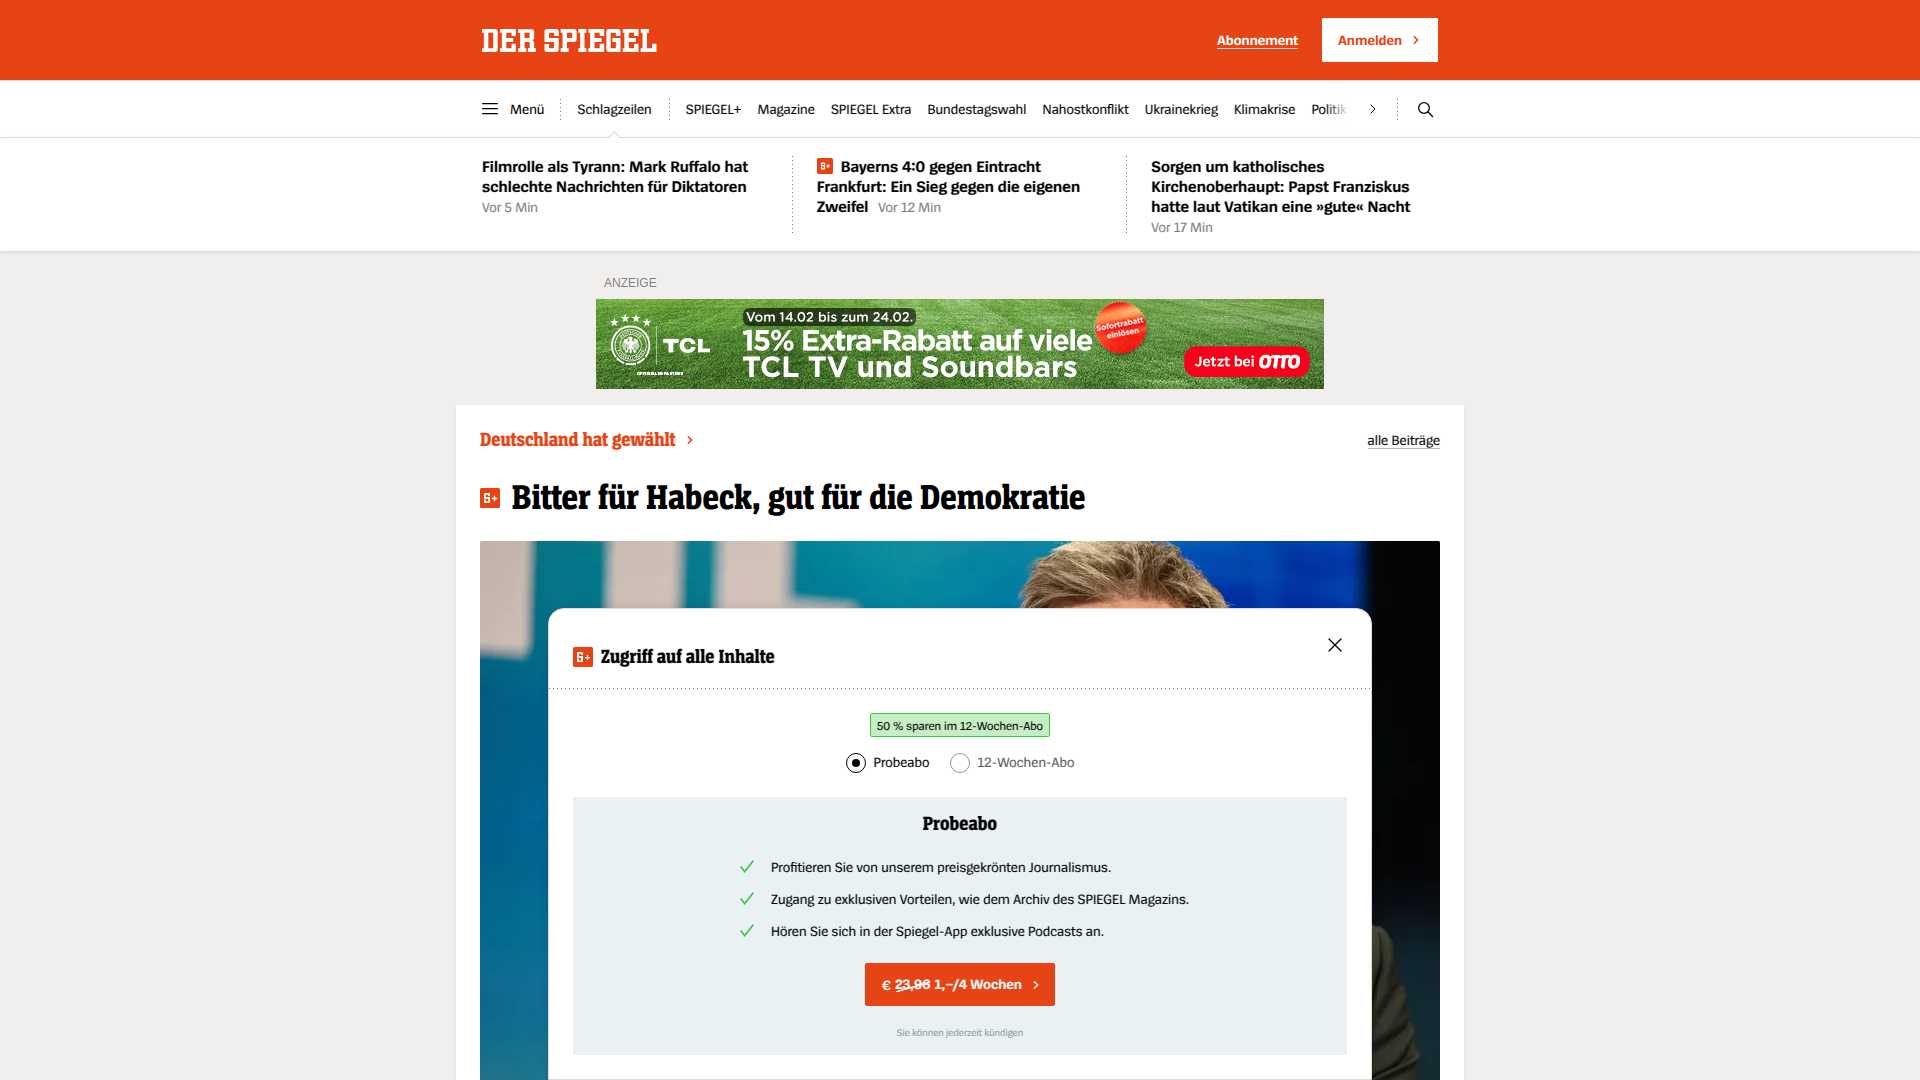 DER SPIEGEL
Abonnement
Anmelden
Menü
Schlagzeilen
SPIEGEL+
Magazine
SPIEGEL Extra
Bundestagswahl
Nahostkonflikt
Ukrainekrieg
Klimakrise
Politik
Filmrolle als Tyrann: Mark Ruffalo hat
schlechte Nachrichten für Diktatoren
Vor 5 Min
S+ Bayerns 4:0 gegen Eintracht
Frankfurt: Ein Sieg gegen die eigenen
Zweifel Vor 12 Min
Sorgen um katholisches
Kirchenoberhaupt: Papst Franziskus
hatte laut Vatikan eine »gute« Nacht
Vor 17 Min
ANZEIGE
TCL
Vom 14.02 bis zum 24.02.
15% Extra-Rabatt auf viele
TCL TV und Soundbars
Sofortrabatt
einlösen
Jetzt bei OTTO
Deutschland hat gewählt
alle Beiträge
S+ Bitter für Habeck, gut für die Demokratie
S+ Zugriff auf alle Inhalte
50 % sparen im 12-Wochen-Abo
Probeabo
12-Wochen-Abo
Probeabo
Profitieren Sie von unserem preisgekrönten Journalismus.
Zugang zu exklusiven Vorteilen, wie dem Archiv des SPIEGEL Magazins.
Hören Sie sich in der Spiegel-App exklusive Podcasts an.
€ 23,96 1,–/4 Wochen
Sie können jederzeit kündigen